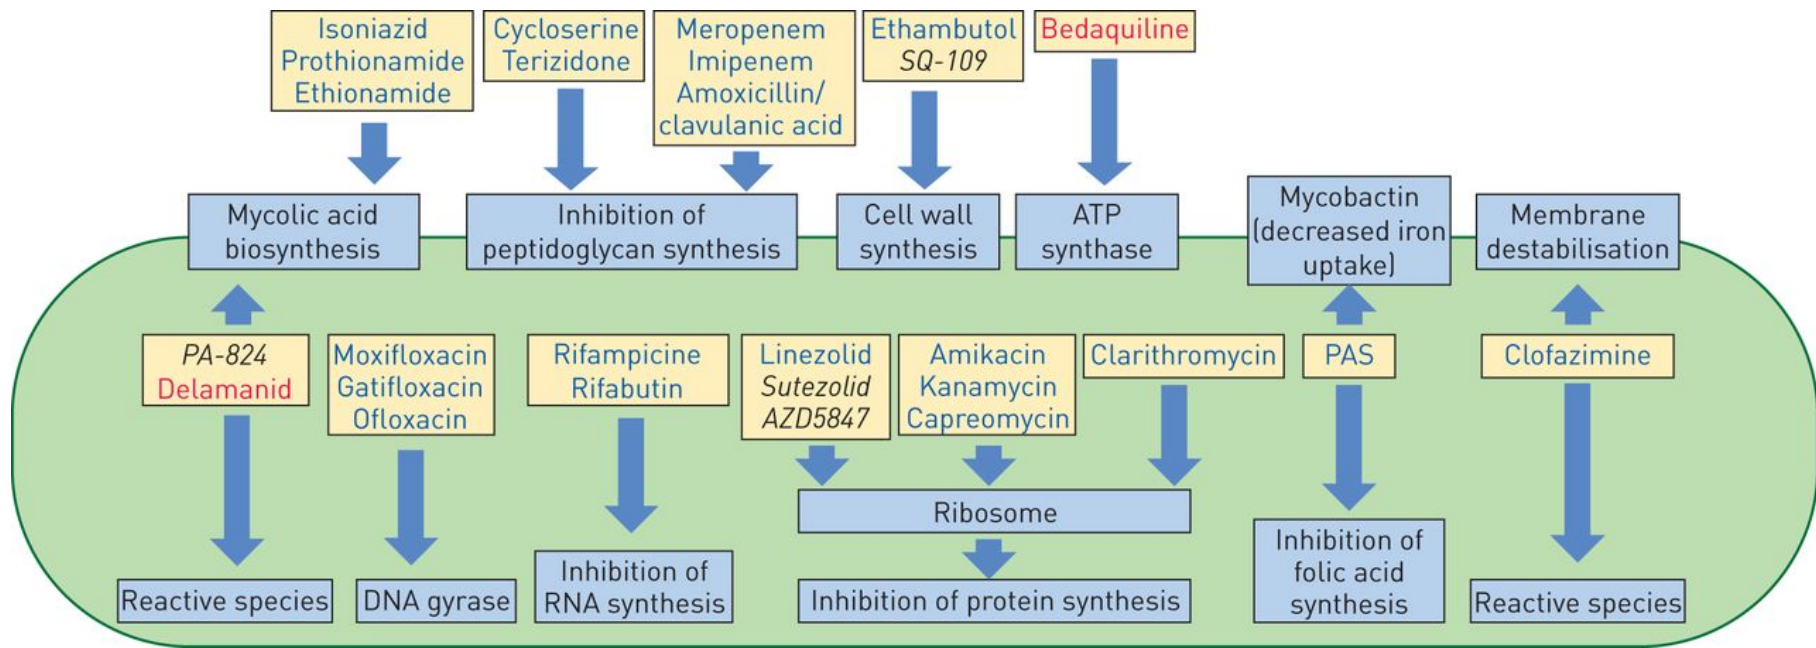 Isoniazid
Prothionamide
Ethionamide
Cycloserine
Terizidone
Meropenem
Imipenem
Amoxicillin/
clavulanic acid
Ethambutol
SQ-109
Bedaquiline
Mycolic acid
biosynthesis
Inhibition of
peptidoglycan synthesis
Cell wall
synthesis
ATP
synthase
Mycobactin
(decreased iron
uptake)
Membrane
destabilisation
PA-824
Delamanid
Moxifloxacin
Gatifloxacin
Ofloxacin
Rifampicine
Rifabutin
Linezolid
Sutezolid
AZD5847
Amikacin
Kanamycin
Capreomycin
Clarithromycin
PAS
Clofazimine
Reactive species
DNA gyrase
Inhibition of
RNA synthesis
Ribosome
Inhibition of protein synthesis
Inhibition of
folic acid
synthesis
Reactive species